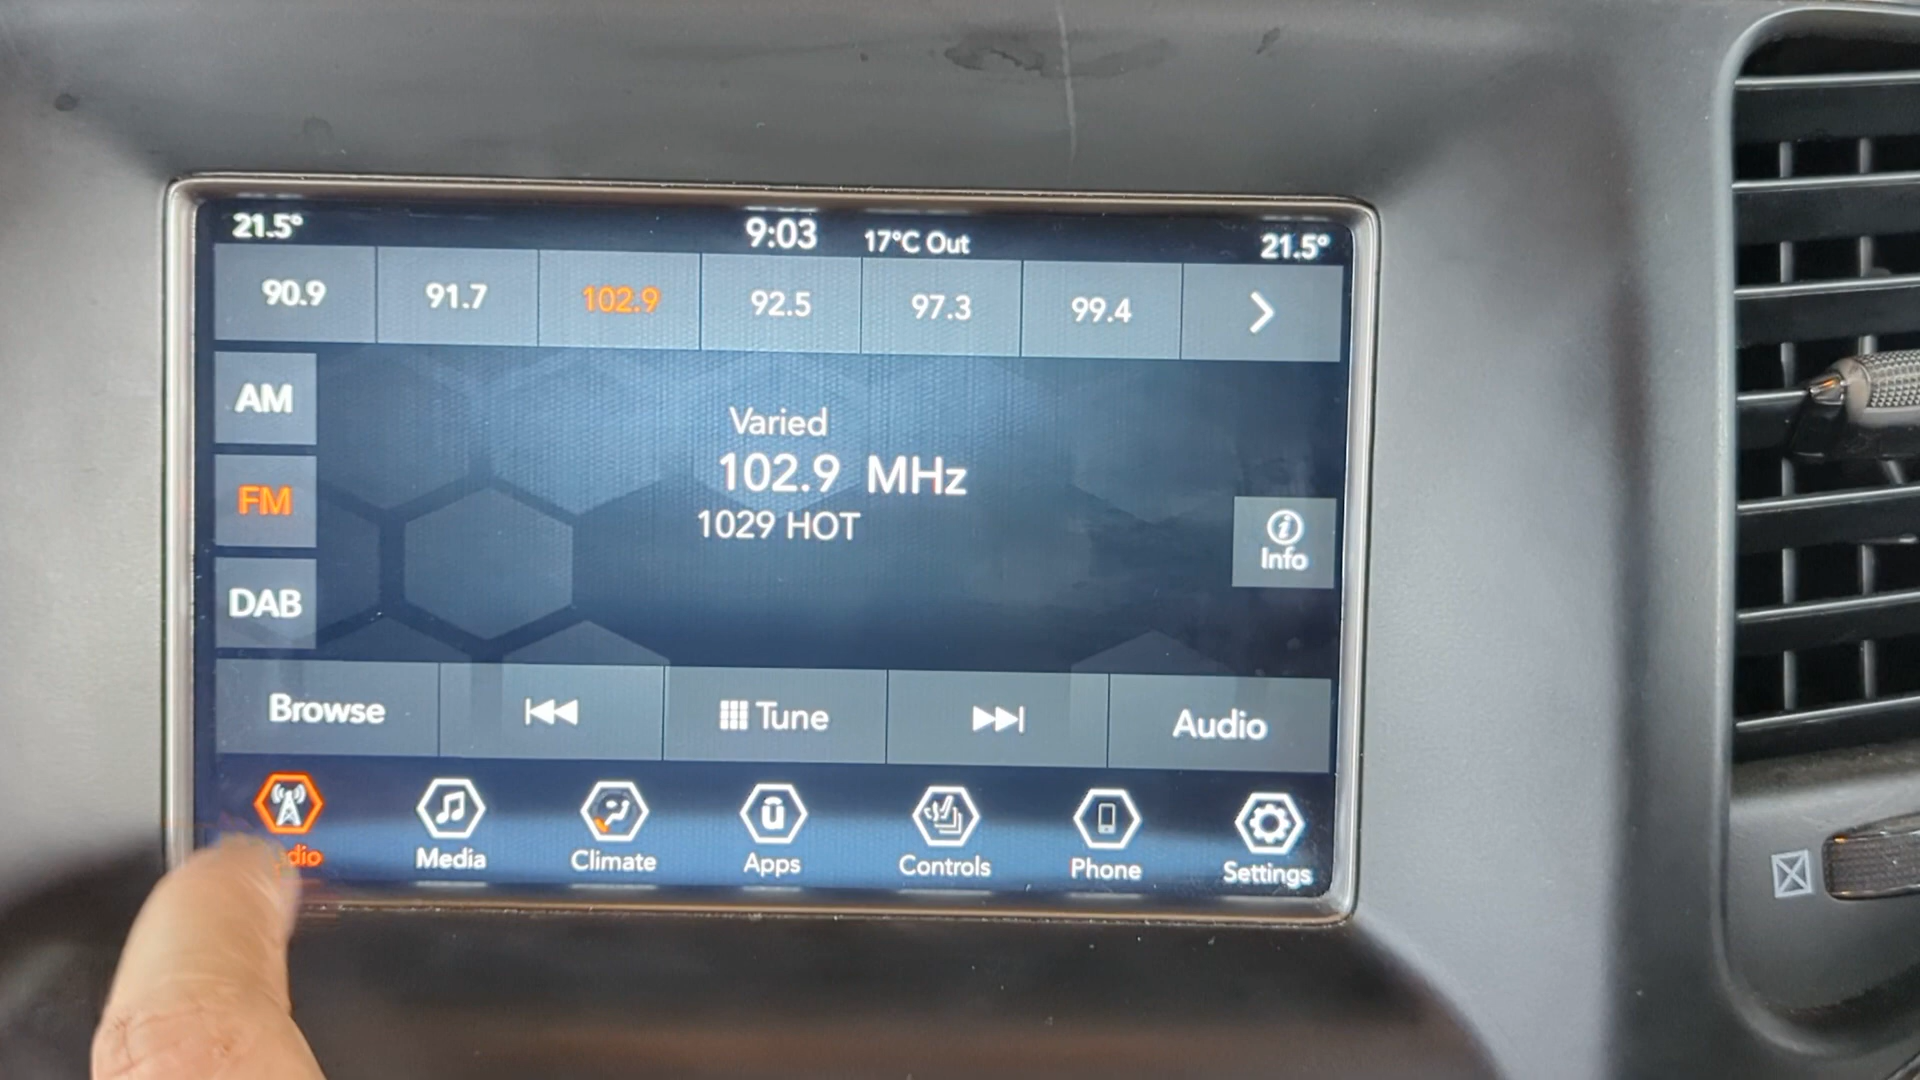 21.5° 9:03 17°C Out 21.5°
90.9 91.7 102.9 92.5 97.3 99.4
AM
Varied
102.9 MHz
FM
1029 HOT
Info
DAB
Browse Tune Audio
dio Media Climate Apps Controls Phone Settings